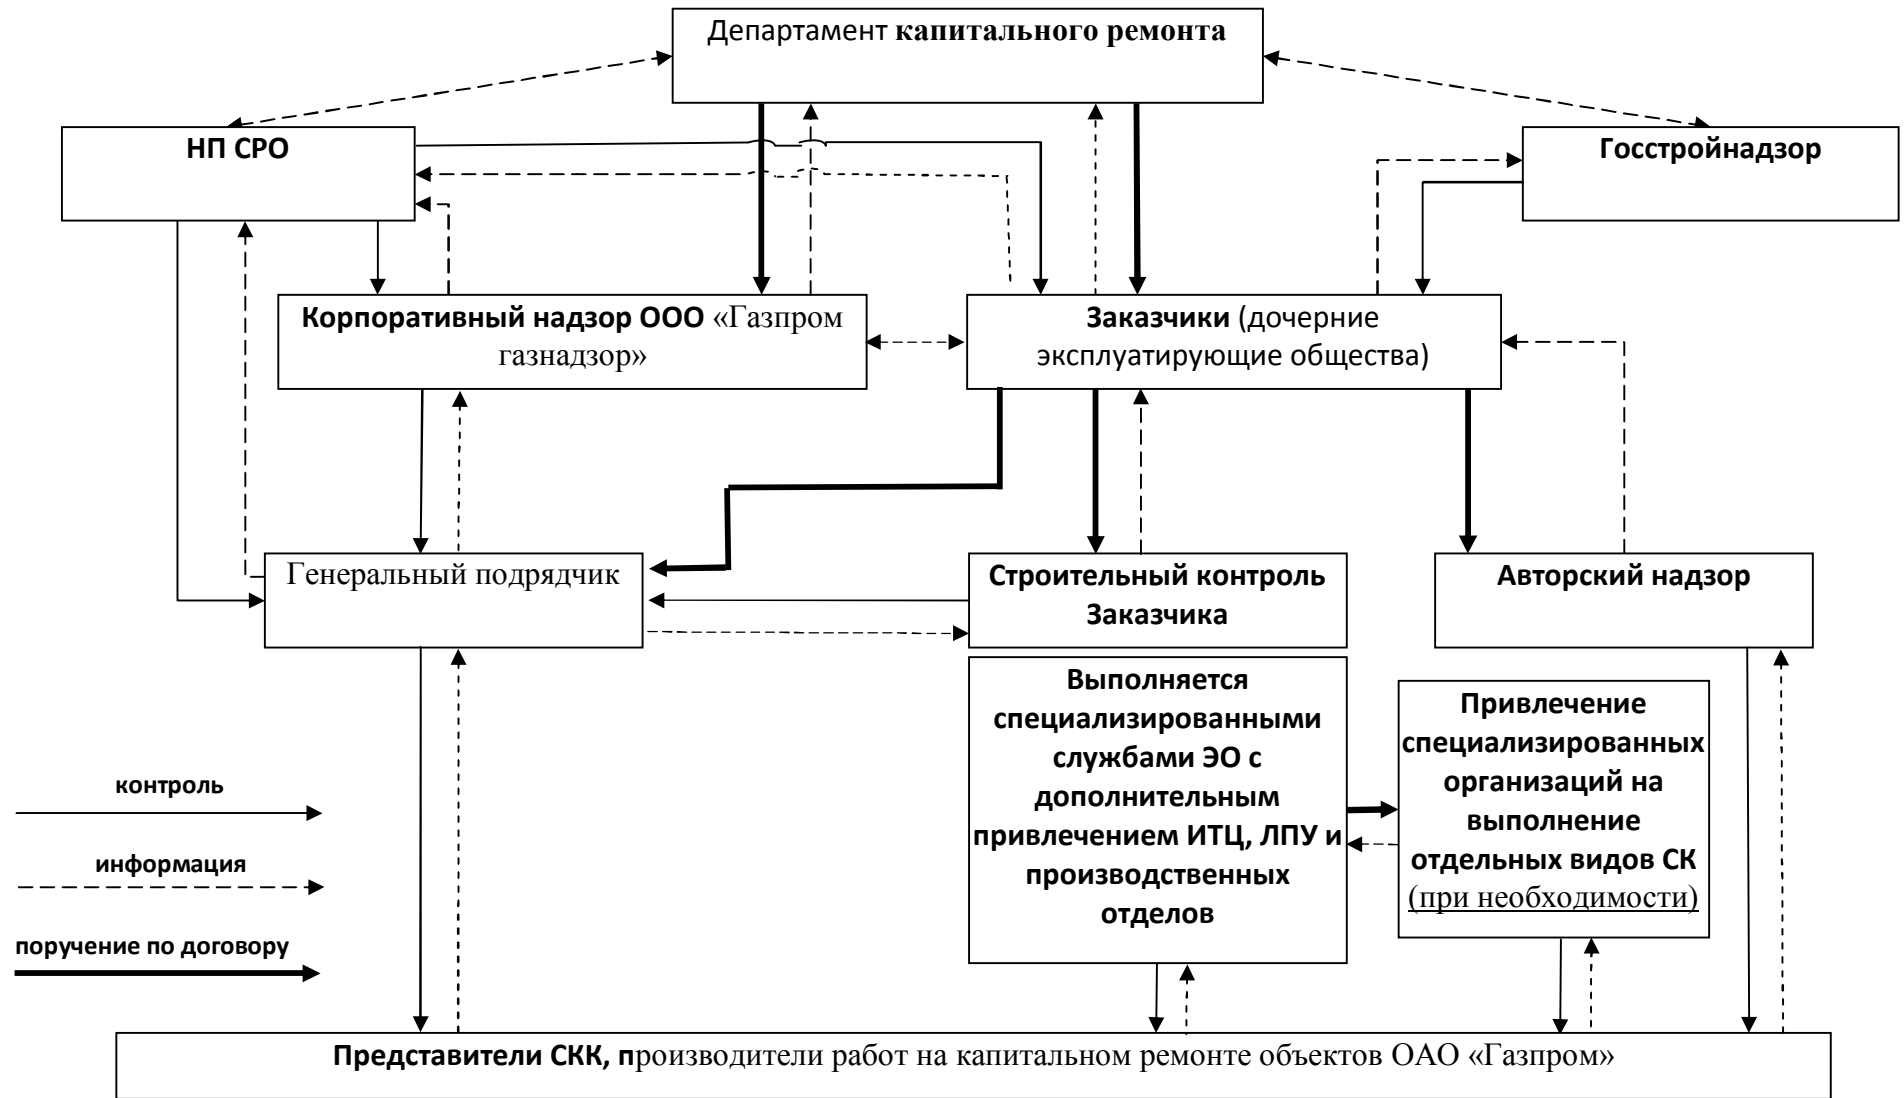 Департамент капитального ремонта
НП СРО
Госстройнадзор
Корпоративный надзор ООО «Газпром
газнадзор»
Заказчики (дочерние
эксплуатирующие общества)
Генеральный подрядчик
Строительный контроль
Заказчика
Авторский надзор
Выполняется
специализированными
службами ЭО с
дополнительным
привлечением ИТЦ, ЛПУ и
производственных
отделов
Привлечение
специализированных
организаций на
выполнение
отдельных видов СК
(при необходимости)
контроль
информация
поручение по договору
Представители СКК, производители работ на капитальном ремонте объектов ОАО «Газпром»